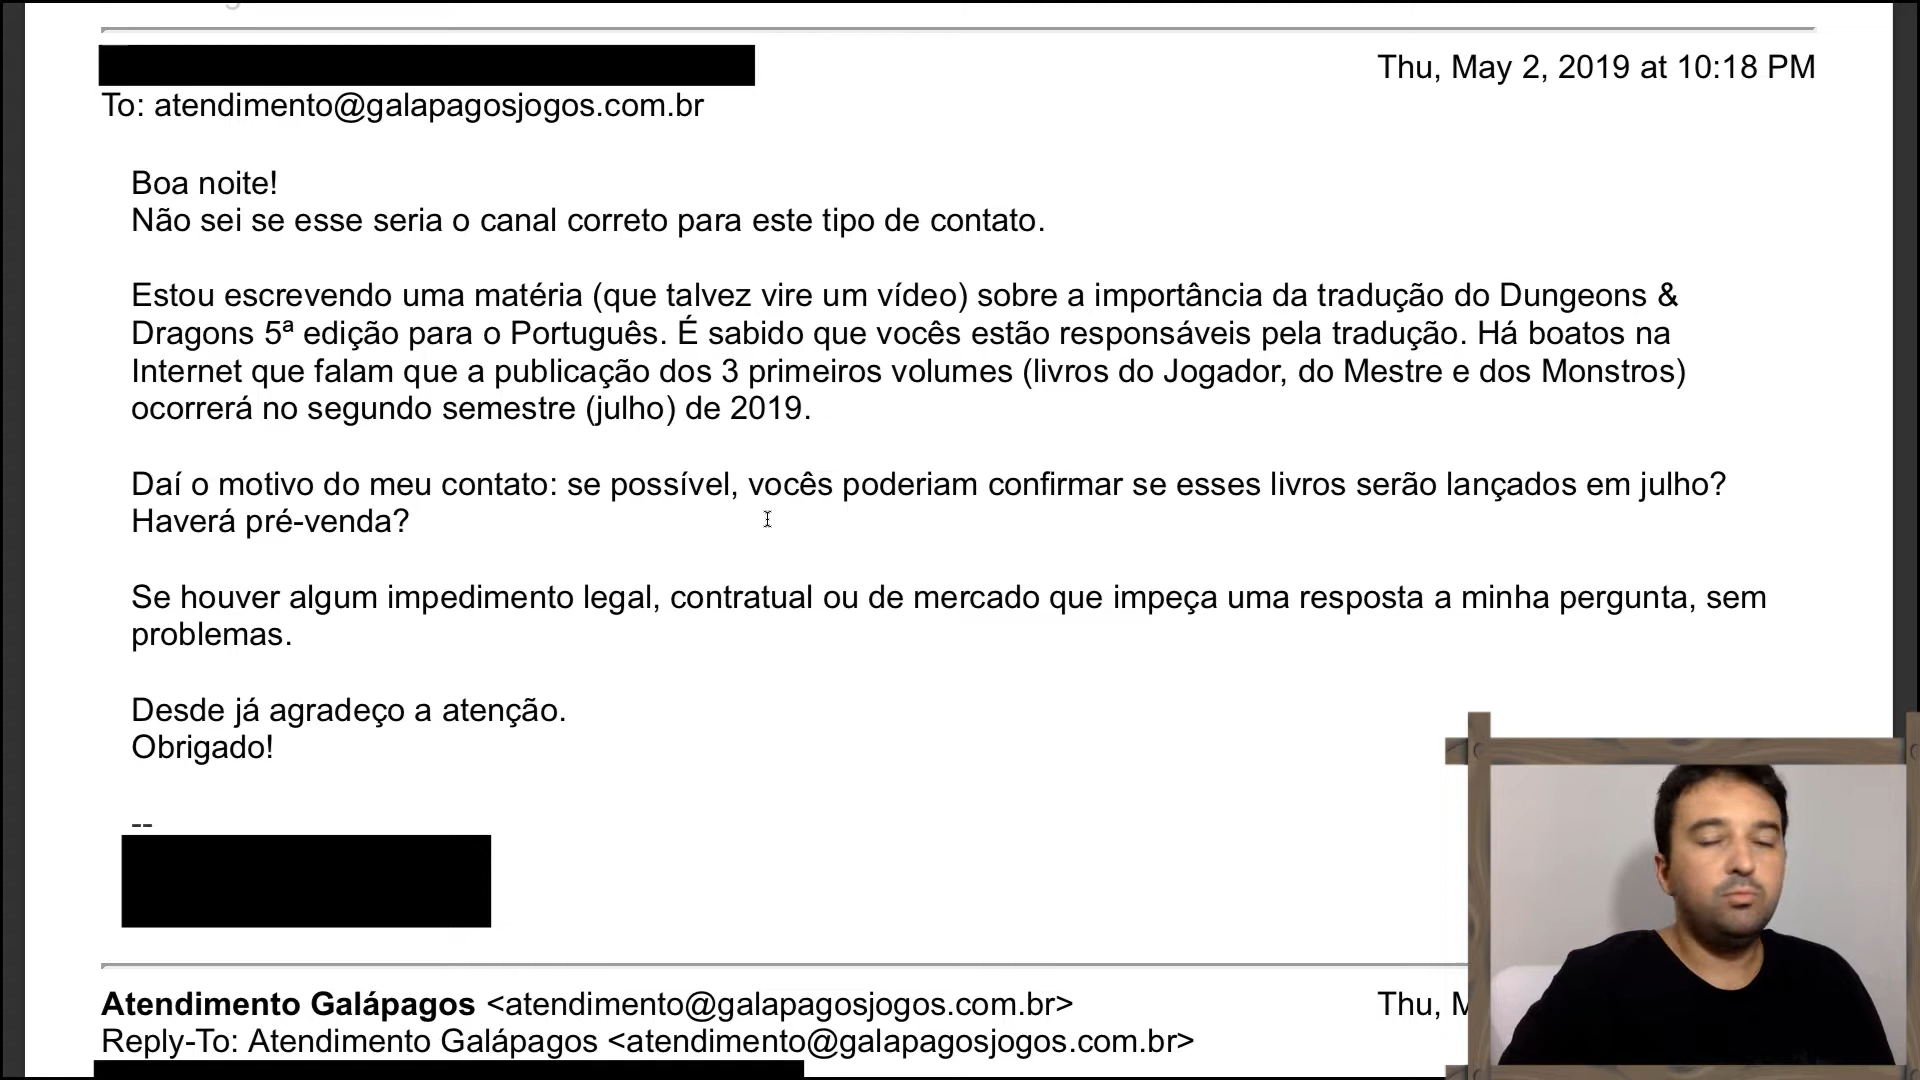 Thu, May 2, 2019 at 10:18 PM
To: atendimento@galapagosjogos.com.br
Boa noite!
Não sei se esse seria o canal correto para este tipo de contato.
Estou escrevendo uma matéria (que talvez vire um vídeo) sobre a importância da tradução do Dungeons &
Dragons 5ª edição para o Português. É sabido que vocês estão responsáveis pela tradução. Há boatos na
Internet que falam que a publicação dos 3 primeiros volumes (livros do Jogador, do Mestre e dos Monstros)
ocorrerá no segundo semestre (julho) de 2019.
Daí o motivo do meu contato: se possível, vocês poderiam confirmar se esses livros serão lançados em julho?
Haverá pré-venda?
Se houver algum impedimento legal, contratual ou de mercado que impeça uma resposta a minha pergunta, sem
problemas.
Desde já agradeço a atenção.
Obrigado!
--
Atendimento Galápagos <atendimento@galapagosjogos.com.br>
Thu,
Reply-To: Atendimento Galápagos <atendimento@galapagosjogos.com.br>